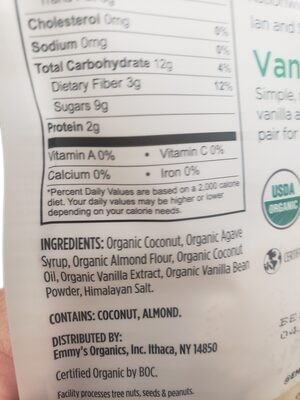 Cholesterol 0mg 0%
Sodium 0mg 0%
Total Carbohydrate 12g 4%
Dietary Fiber 3g 12%
Sugars 9g
Protein 2g
Vitamin A 0% • Vitamin C 0%
Calcium 0% • Iron 0%
*Percent Daily Values are based on a 2,000 calorie
diet. Your daily values may be higher or lower
depending on your calorie needs.
INGREDIENTS: Organic Coconut, Organic Agave
Syrup, Organic Almond Flour, Organic Coconut
Oil, Organic Vanilla Extract, Organic Vanilla Bean
Powder, Himalayan Salt.
CONTAINS: COCONUT, ALMOND.
DISTRIBUTED BY:
Emmy's Organics, Inc. Ithaca, NY 14850
Certified Organic by BOC.
Facility processes tree nuts, seeds & peanuts.
lan and
Van
Simple,
vanilla a
pair for
USDA
ORGANIC
CERTIF